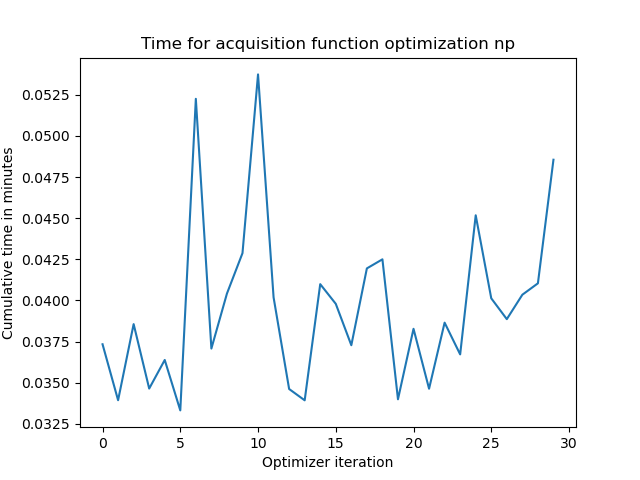 Time for acquisition function optimization np
Cumulative time in minutes
0.0525
0.0500
0.0475
0.0450
0.0425
0.0400
0.0375
0.0350
0.0325
0 5 10 15 20 25 30
Optimizer iteration